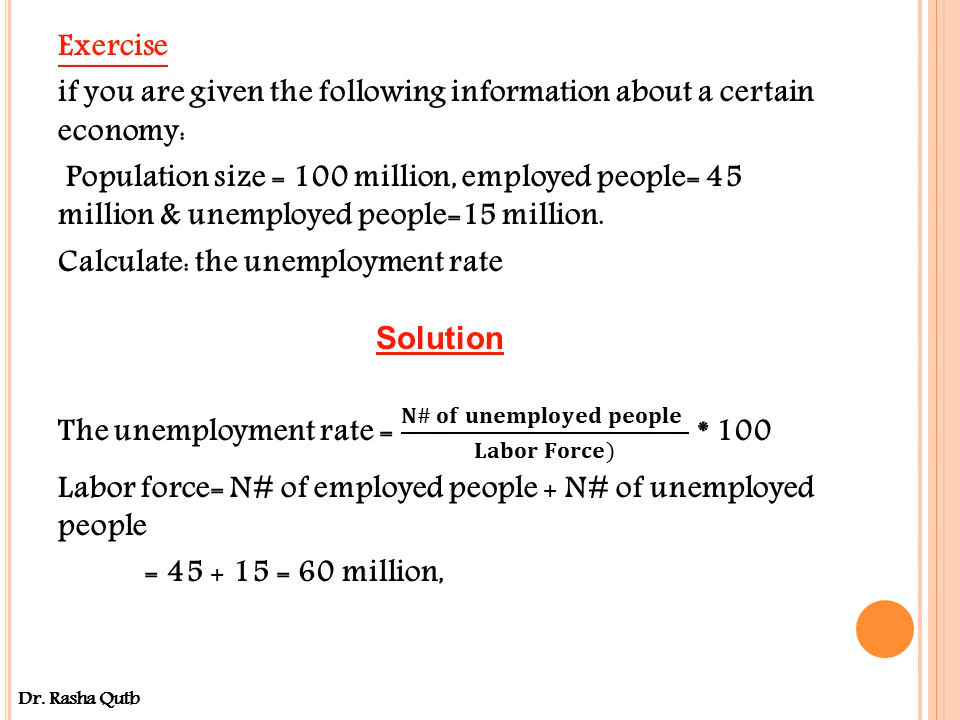 Exercise
if you are given the following information about a certain
economy:
Population size = 100 million, employed people= 45
million & unemployed people=15 million.
Calculate: the unemployment rate
Solution
The unemployment rate = N# of unemployed people / Labor Force) * 100
Labor force= N# of employed people + N# of unemployed
people
= 45 + 15 = 60 million,
Dr. Rasha Qutb